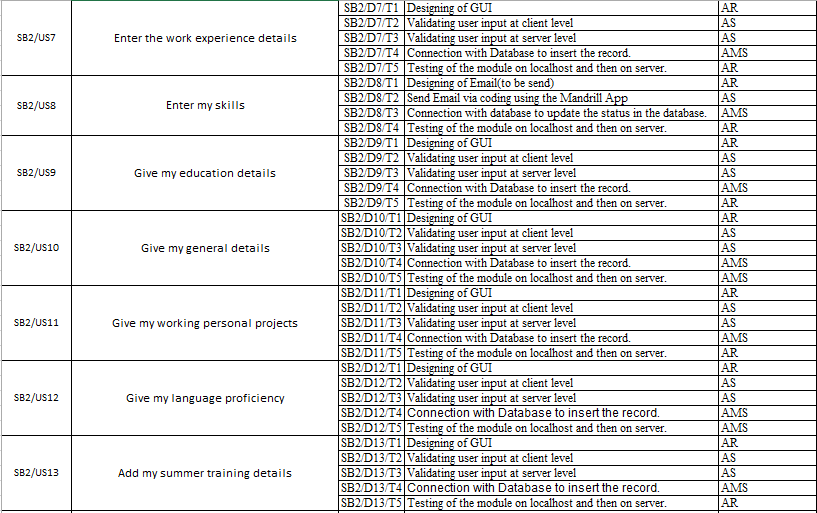 SB2/US7 Enter the work experience details
SB2/D7/T1 Designing of GUI AR
SB2/D7/T2 Validating user input at client level AS
SB2/D7/T3 Validating user input at server level AS
SB2/D7/T4 Connection with Database to insert the record. AMS
SB2/D7/T5 Testing of the module on localhost and then on server. AR
SB2/US8 Enter my skills
SB2/D8/T1 Designing of Email(to be send) AR
SB2/D8/T2 Send Email via coding using the Mandrill App AS
SB2/D8/T3 Connection with database to update the status in the database. AMS
SB2/D8/T4 Testing of the module on localhost and then on server. AR
SB2/US9 Give my education details
SB2/D9/T1 Designing of GUI AR
SB2/D9/T2 Validating user input at client level AS
SB2/D9/T3 Validating user input at server level AS
SB2/D9/T4 Connection with Database to insert the record. AMS
SB2/D9/T5 Testing of the module on localhost and then on server. AR
SB2/US10 Give my general details
SB2/D10/T1 Designing of GUI AR
SB2/D10/T2 Validating user input at client level AS
SB2/D10/T3 Validating user input at server level AS
SB2/D10/T4 Connection with Database to insert the record. AMS
SB2/D10/T5 Testing of the module on localhost and then on server. AMS
SB2/US11 Give my working personal projects
SB2/D11/T1 Designing of GUI AR
SB2/D11/T2 Validating user input at client level AS
SB2/D11/T3 Validating user input at server level AS
SB2/D11/T4 Connection with Database to insert the record. AMS
SB2/D11/T5 Testing of the module on localhost and then on server. AR
SB2/US12 Give my language proficiency
SB2/D12/T1 Designing of GUI AR
SB2/D12/T2 Validating user input at client level AS
SB2/D12/T3 Validating user input at server level AS
SB2/D12/T4 Connection with Database to insert the record. AMS
SB2/D12/T5 Testing of the module on localhost and then on server. AMS
SB2/US13 Add my summer training details
SB2/D13/T1 Designing of GUI AR
SB2/D13/T2 Validating user input at client level AS
SB2/D13/T3 Validating user input at server level AS
SB2/D13/T4 Connection with Database to insert the record. AMS
SB2/D13/T5 Testing of the module on localhost and then on server. AR